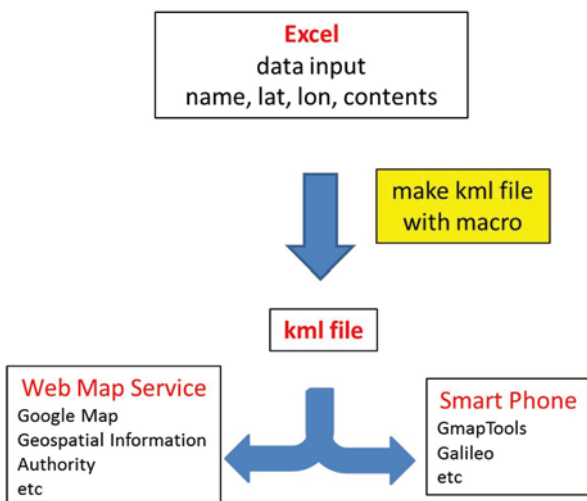 Excel
data input
name, lat, lon, contents
make kml file
with macro
kml file
Web Map Service
Google Map
Geospatial Information
Authority
etc
Smart Phone
GmapTools
Galileo
etc